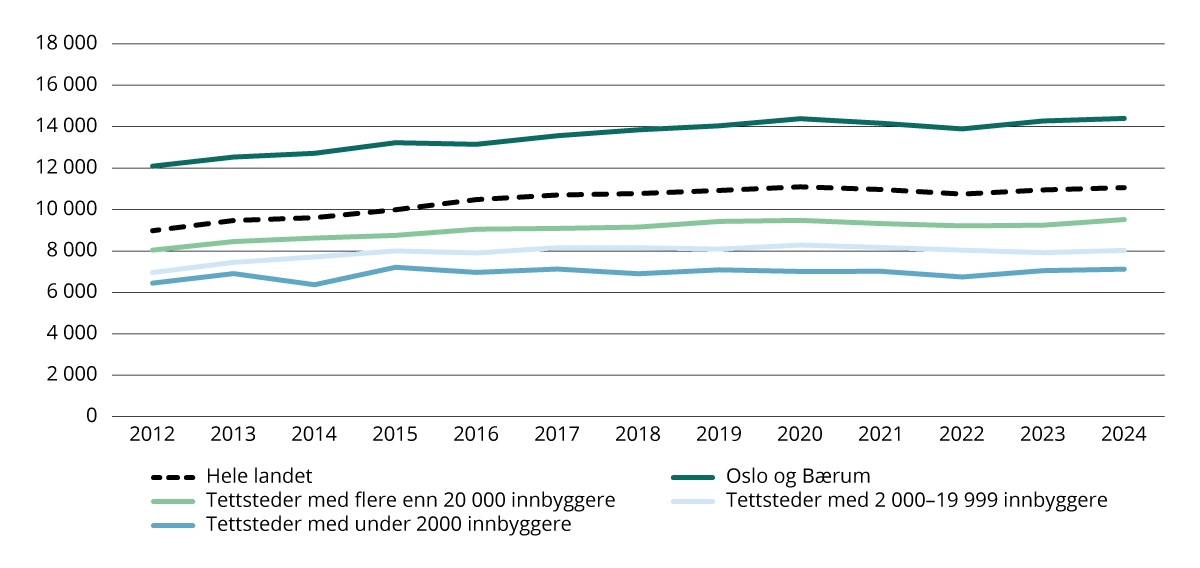 18 000
16 000
14 000
12 000
10 000
8 000
6 000
4 000
2 000
0
2012 2013 2014 2015 2016 2017 2018 2019 2020 2021 2022 2023 2024
Hele landet Oslo og Bærum
Tettsteder med flere enn 20 000 innbyggere Tettsteder med 2 000–19 999 innbyggere
Tettsteder med under 2000 innbyggere